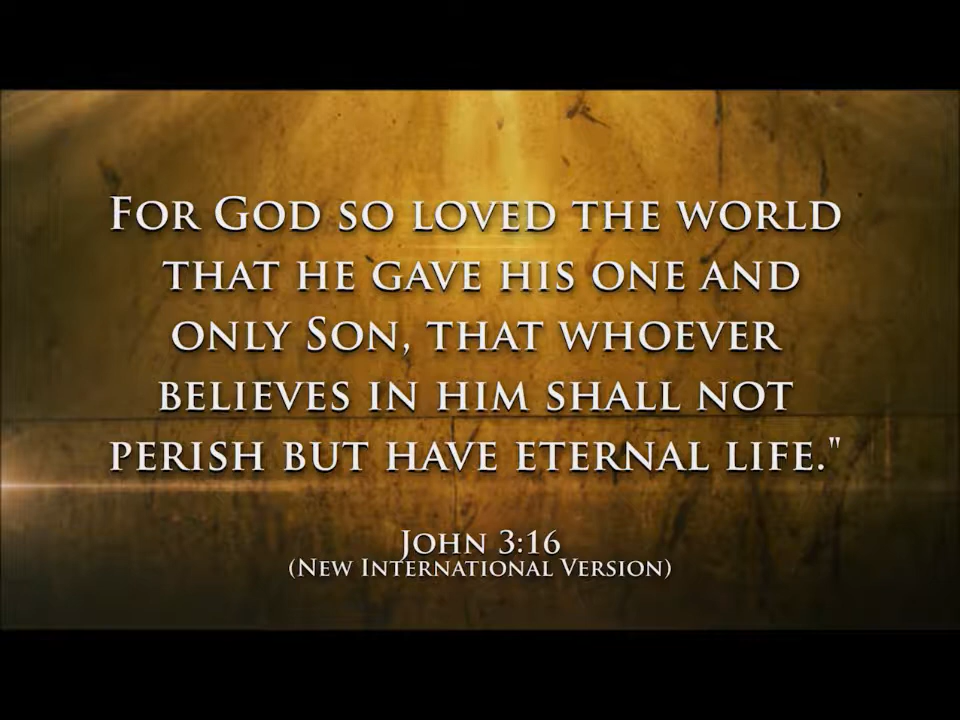 For God so loved the world
that he gave his one and
only Son, that whoever
believes in him shall not
perish but have eternal life."
John 3:16
(New International Version)